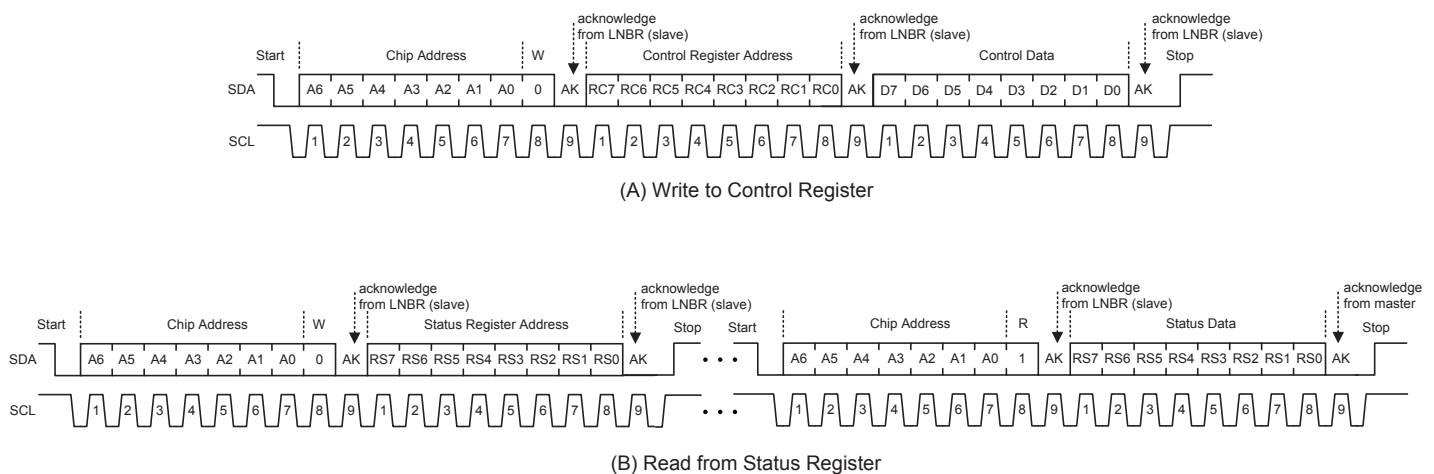 acknowledge acknowledge acknowledge
from LNBR (slave) from LNBR (slave) from LNBR (slave)
Start Chip Address W Control Register Address Control Data Stop
SDA A6 A5 A4 A3 A2 A1 A0 0 AK RC7 RC6 RC5 RC4 RC3 RC2 RC1 RC0 AK D7 D6 D5 D4 D3 D2 D1 D0 AK
SCL 1 2 3 4 5 6 7 8 9 1 2 3 4 5 6 7 8 9 1 2 3 4 5 6 7 8 9
(A) Write to Control Register
acknowledge acknowledge acknowledge acknowledge
from LNBR (slave) from LNBR (slave) from LNBR (slave) from master
Start Chip Address W Status Register Address Stop Start Chip Address R Status Data Stop
SDA A6 A5 A4 A3 A2 A1 A0 0 AK RS7 RS6 RS5 RS4 RS3 RS2 RS1 RS0 AK • • • A6 A5 A4 A3 A2 A1 A0 1 AK RS7 RS6 RS5 RS4 RS3 RS2 RS1 RS0 AK
SCL 1 2 3 4 5 6 7 8 9 1 2 3 4 5 6 7 8 9 • • • 1 2 3 4 5 6 7 8 9 1 2 3 4 5 6 7 8 9
(B) Read from Status Register